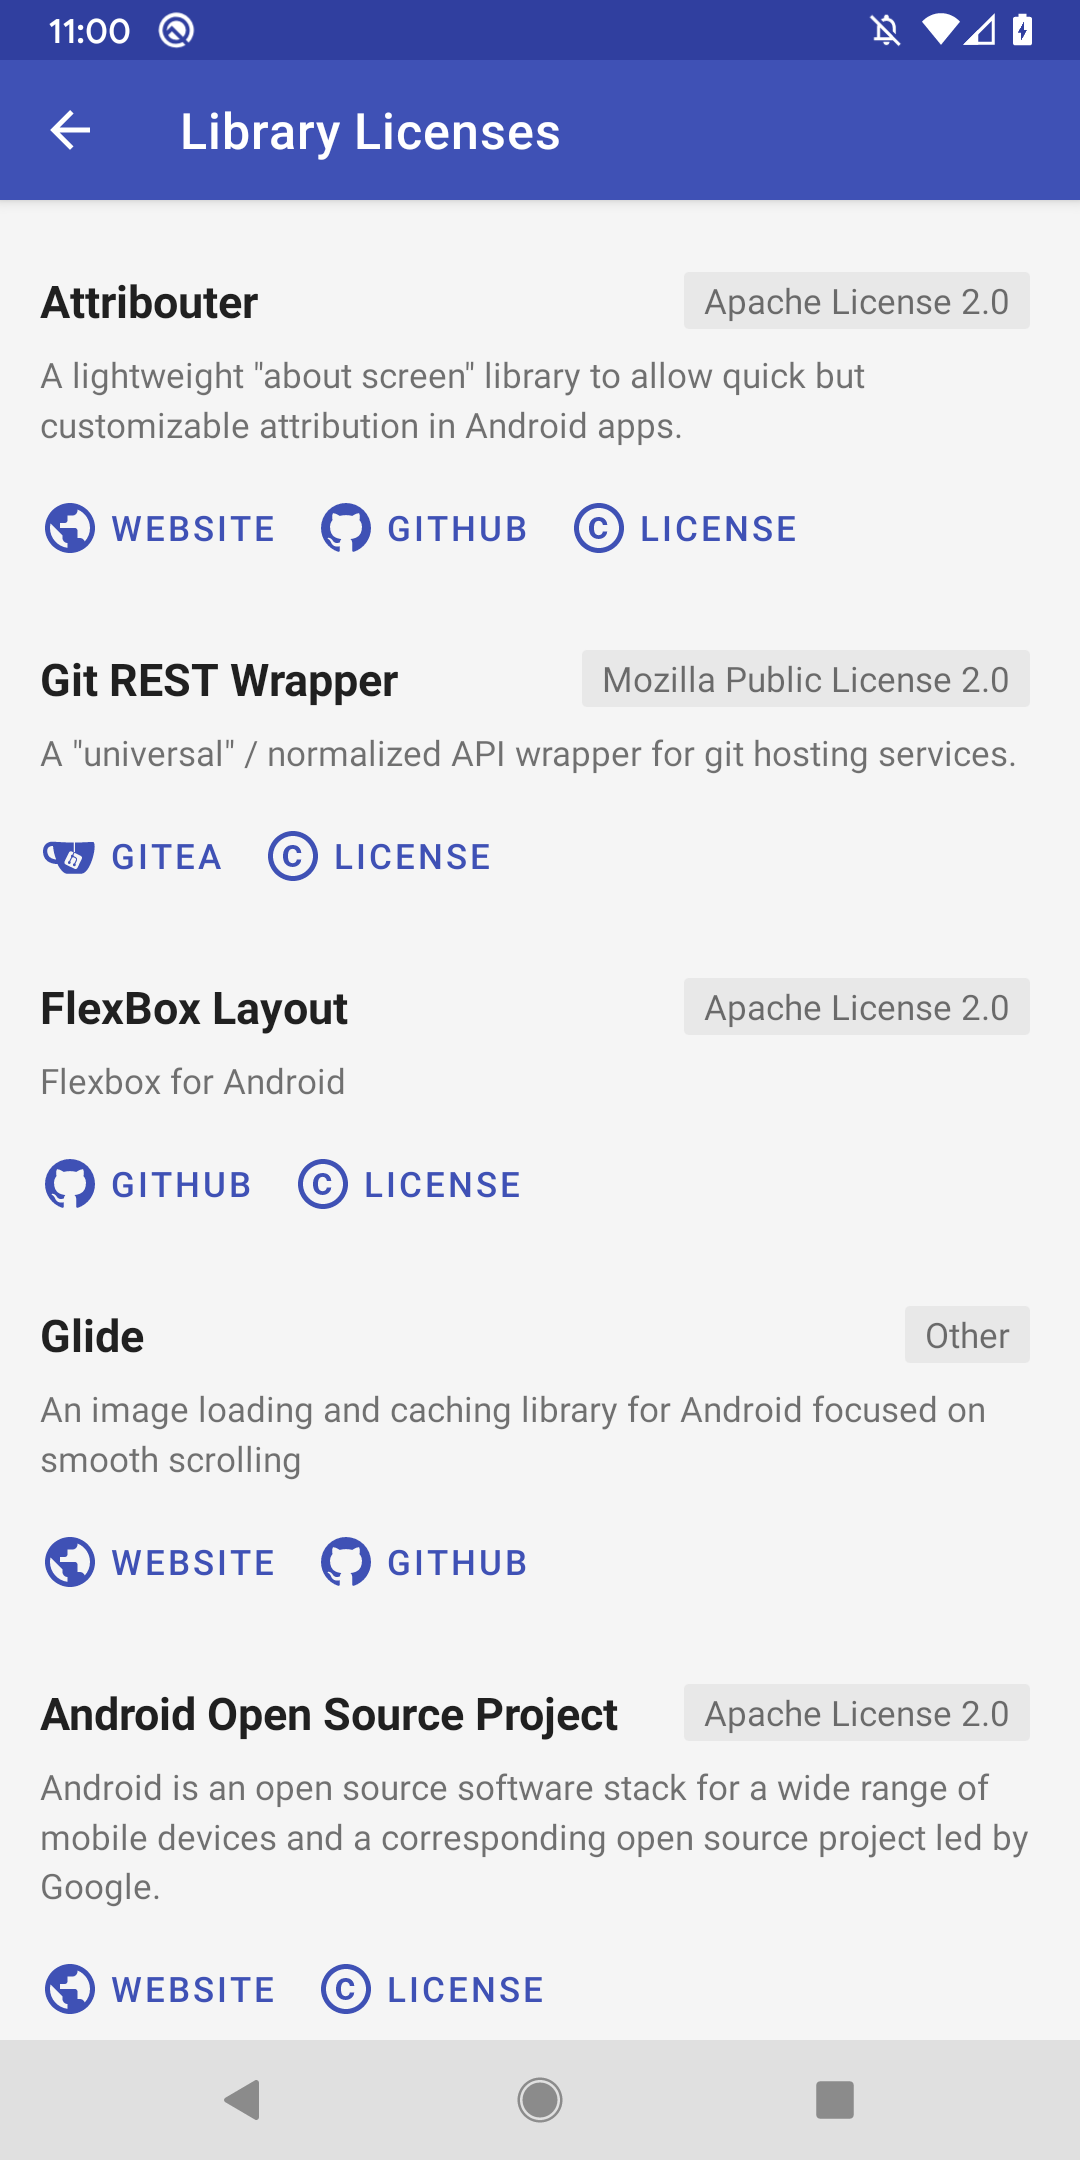 11:00
Library Licenses
Attribouter
Apache License 2.0
A lightweight "about screen" library to allow quick but
customizable attribution in Android apps.
WEBSITE GITHUB LICENSE
Git REST Wrapper
Mozilla Public License 2.0
A "universal" / normalized API wrapper for git hosting services.
GITEA LICENSE
FlexBox Layout
Apache License 2.0
Flexbox for Android
GITHUB LICENSE
Glide
Other
An image loading and caching library for Android focused on
smooth scrolling
WEBSITE GITHUB
Android Open Source Project
Apache License 2.0
Android is an open source software stack for a wide range of
mobile devices and a corresponding open source project led by
Google.
WEBSITE LICENSE